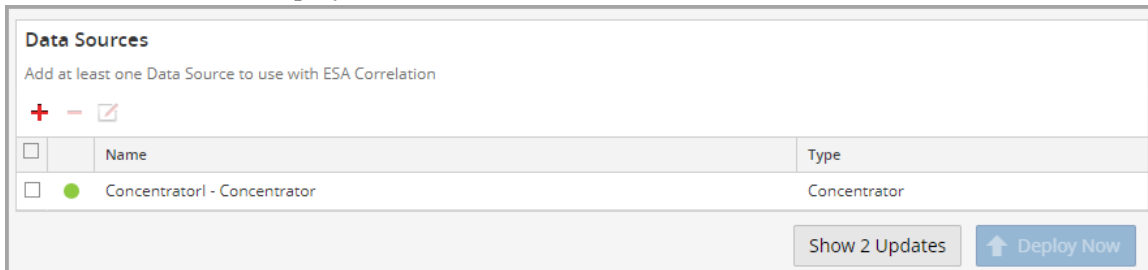 Data Sources
Add at least one Data Source to use with ESA Correlation
Name Type
Concentratorl - Concentrator Concentrator
Show 2 Updates Deploy Now